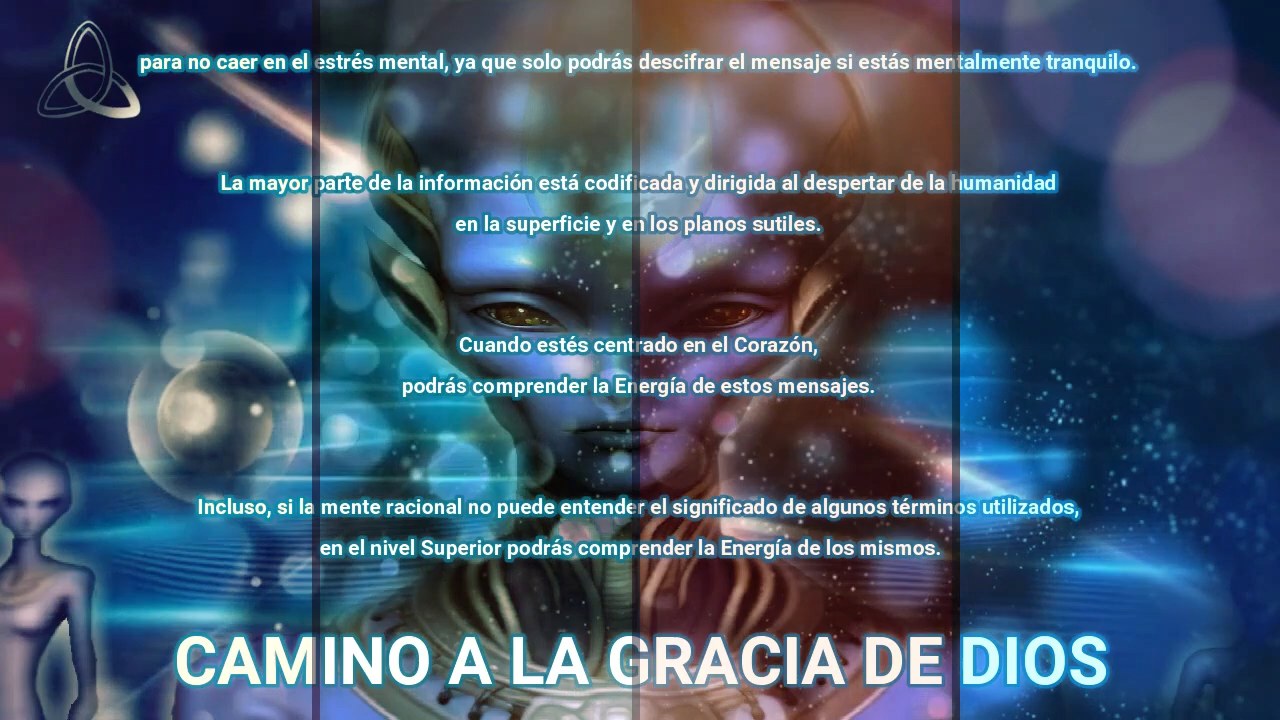 para no caer en el estrés mental, ya que solo podrás descifrar el mensaje si estás mentalmente tranquilo.
La mayor parte de la información está codificada y dirigida al despertar de la humanidad
en la superficie y en los planos sutiles.
Cuando estés centrado en el Corazón,
podrás comprender la Energía de estos mensajes.
Incluso, si la mente racional no puede entender el significado de algunos términos utilizados,
en el nivel Superior podrás comprender la Energía de los mismos.
CAMINO A LA GRACIA DE DIOS